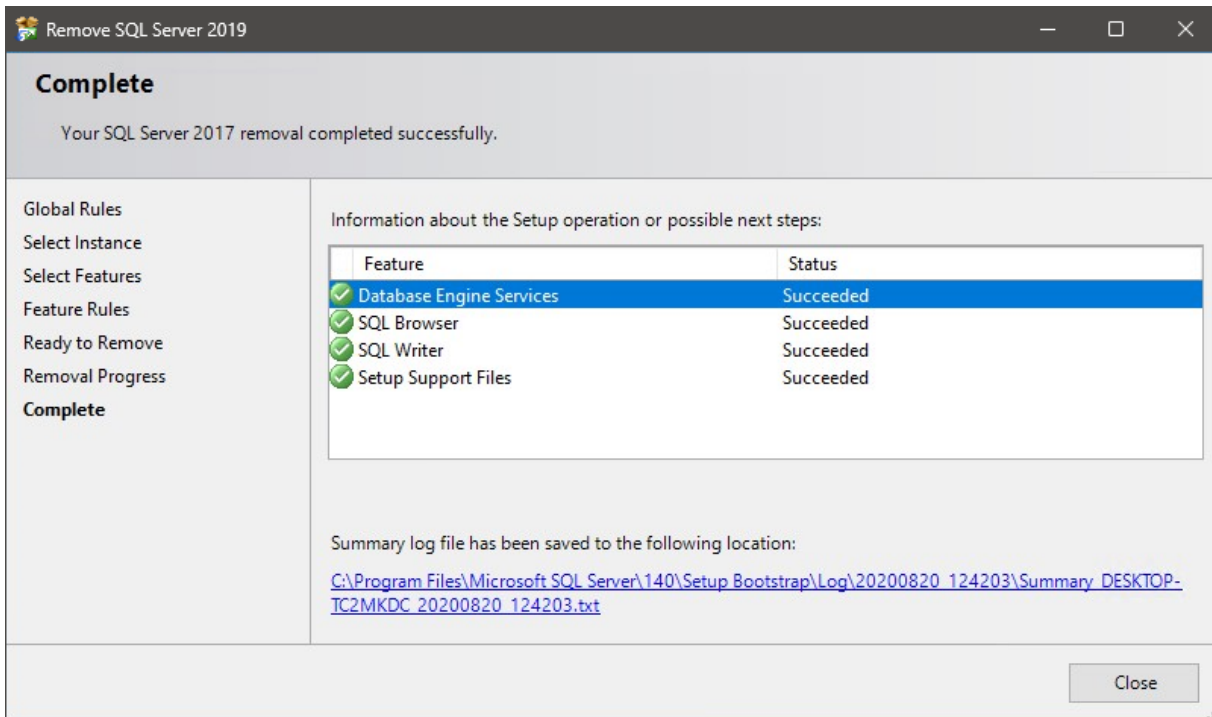 Remove SQL Server 2019
Complete
Your SQL Server 2017 removal completed successfully.
Global Rules
Select Instance
Select Features
Feature Rules
Ready to Remove
Removal Progress
Complete
Information about the Setup operation or possible next steps:
Feature Status
Database Engine Services Succeeded
SQL Browser Succeeded
SQL Writer Succeeded
Setup Support Files Succeeded
Summary log file has been saved to the following location:
C:\Program Files\Microsoft SQL Server\140\Setup Bootstrap\Log\20200820_124203\Summary_DESKTOP-
TC2MKDC_20200820_124203.txt
Close